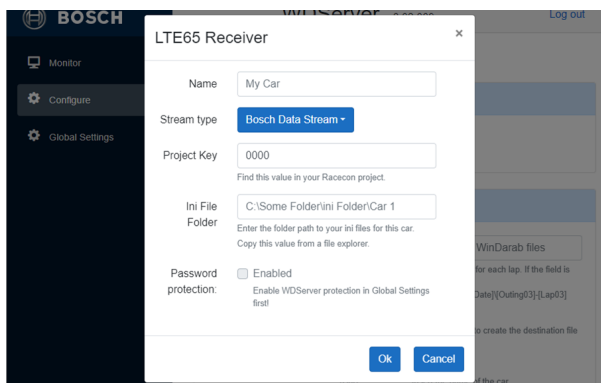 BOSCH
WDServer
Log out
Monitor
Configure
Global Settings
LTE65 Receiver
×
Name
My Car
Stream type
Bosch Data Stream
Project Key
0000
Find this value in your Racecon project.
Ini File
Folder
C:\Some Folder\ini Folder\Car 1
Enter the folder path to your ini files for this car.
Copy this value from a file explorer.
Password
protection:
Enabled
Enable WDServer protection in Global Settings
first!
Ok
Cancel
WinDarab files
for each lap. If the field is
Date]\[Outing03]-[Lap03]
to create the destination file
of the car